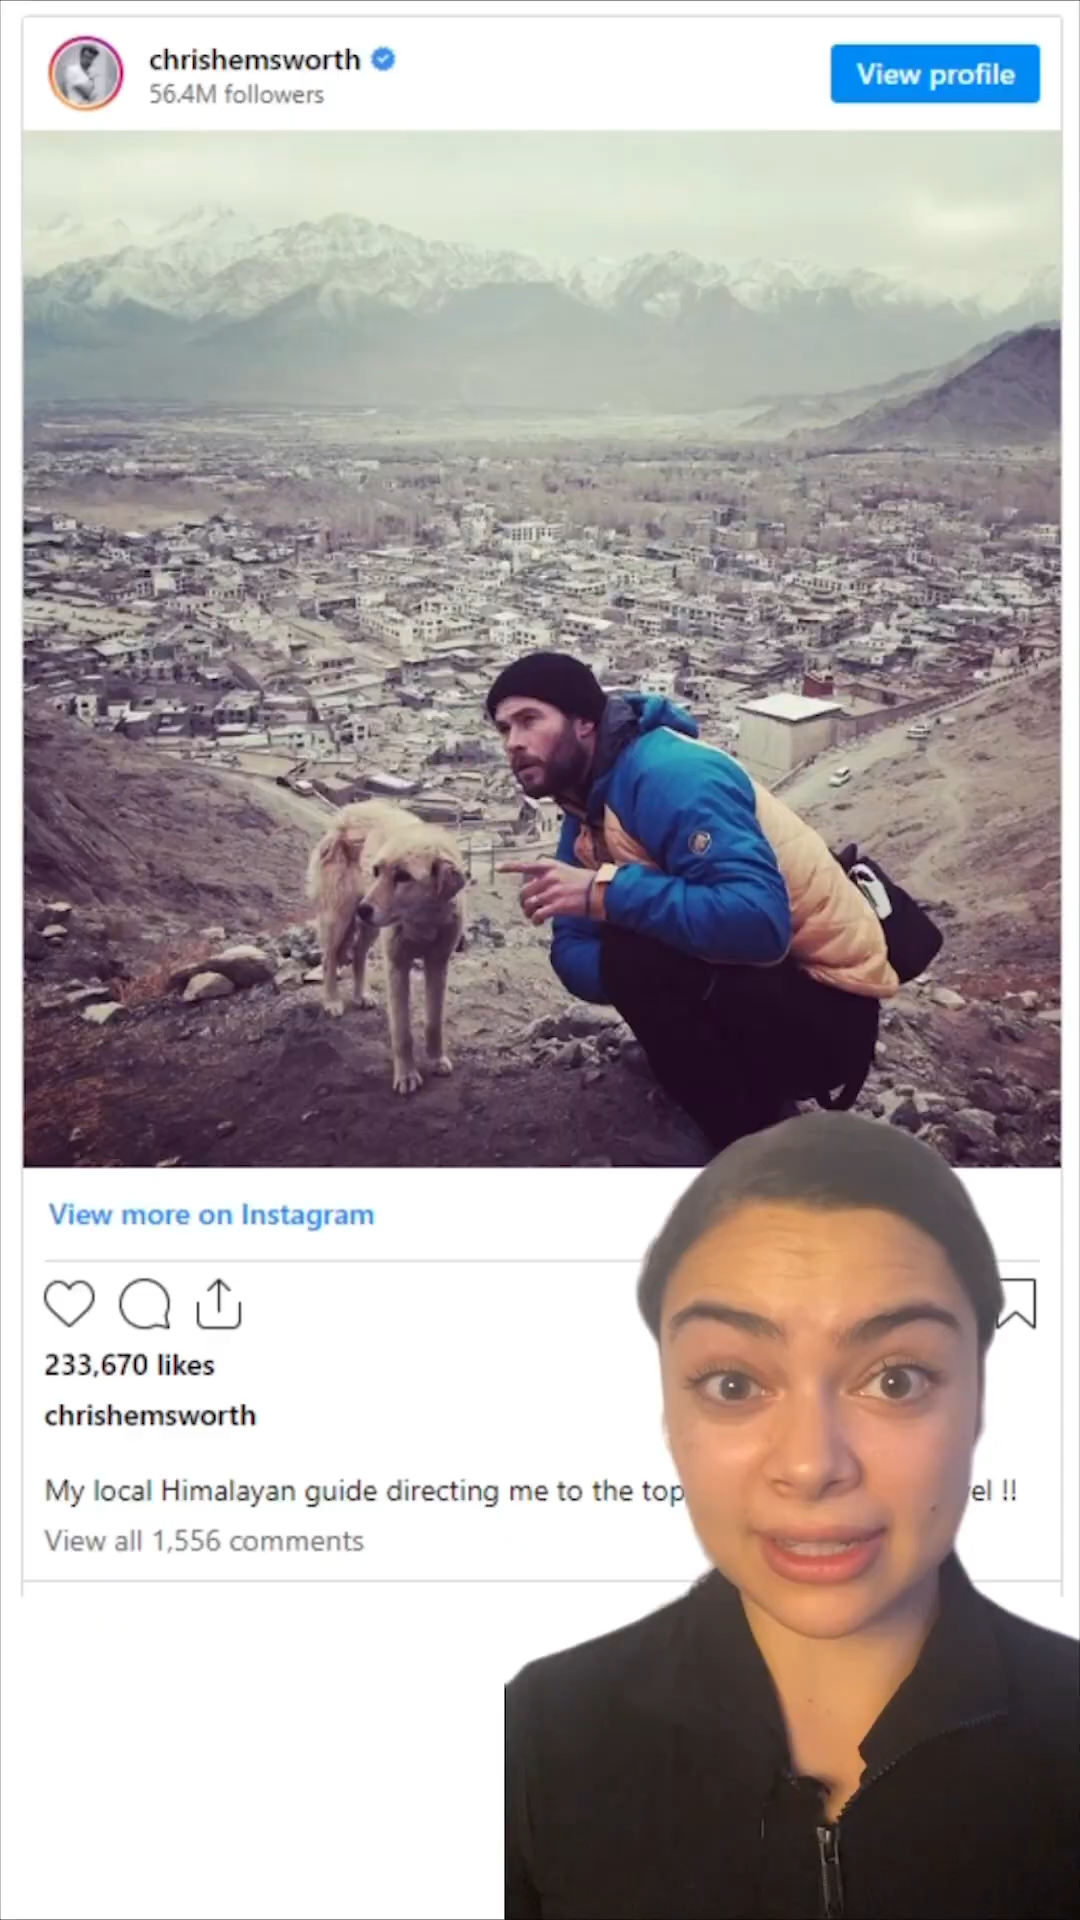 chrishemsworth
56.4M followers
View profile
View more on Instagram
233,670 likes
chrishemsworth
My local Himalayan guide directing me to the top !!
View all 1,556 comments